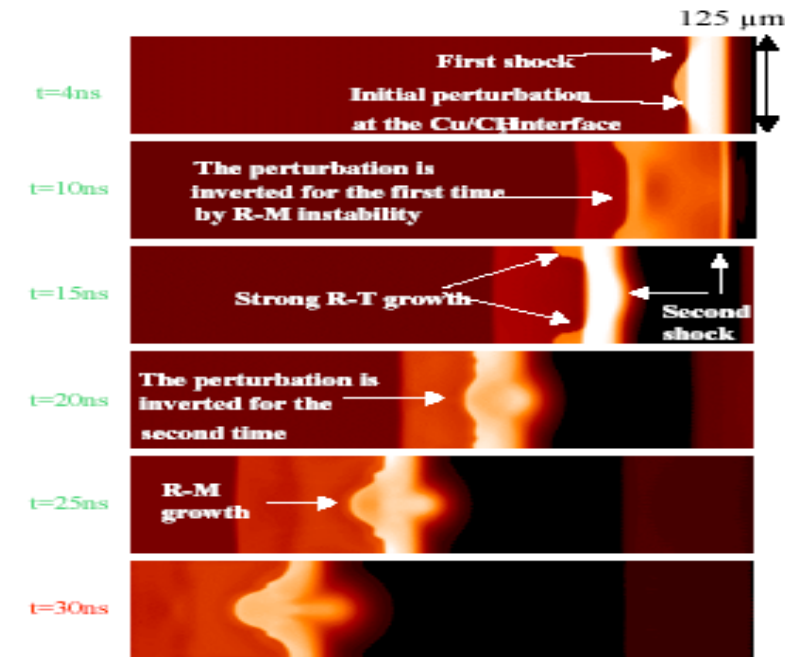 125 μm
t=4ns
First shock
Initial perturbation
at the Cu/CH interface
t=10ns
The perturbation is
inverted for the first time
by R-M instability
t=15ns
Strong R-T growth
Second
shock
t=20ns
The perturbation is
inverted for the
second time
t=25ns
R-M
growth
t=30ns